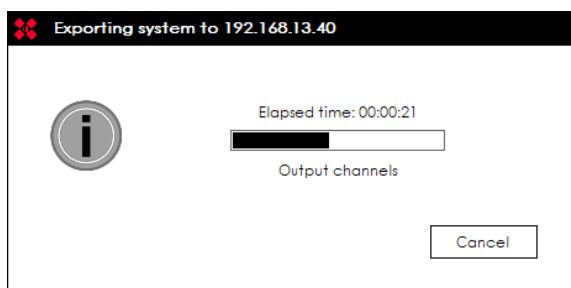 Exporting system to 192.168.13.40
Elapsed time: 00:00:21
Output channels
Cancel